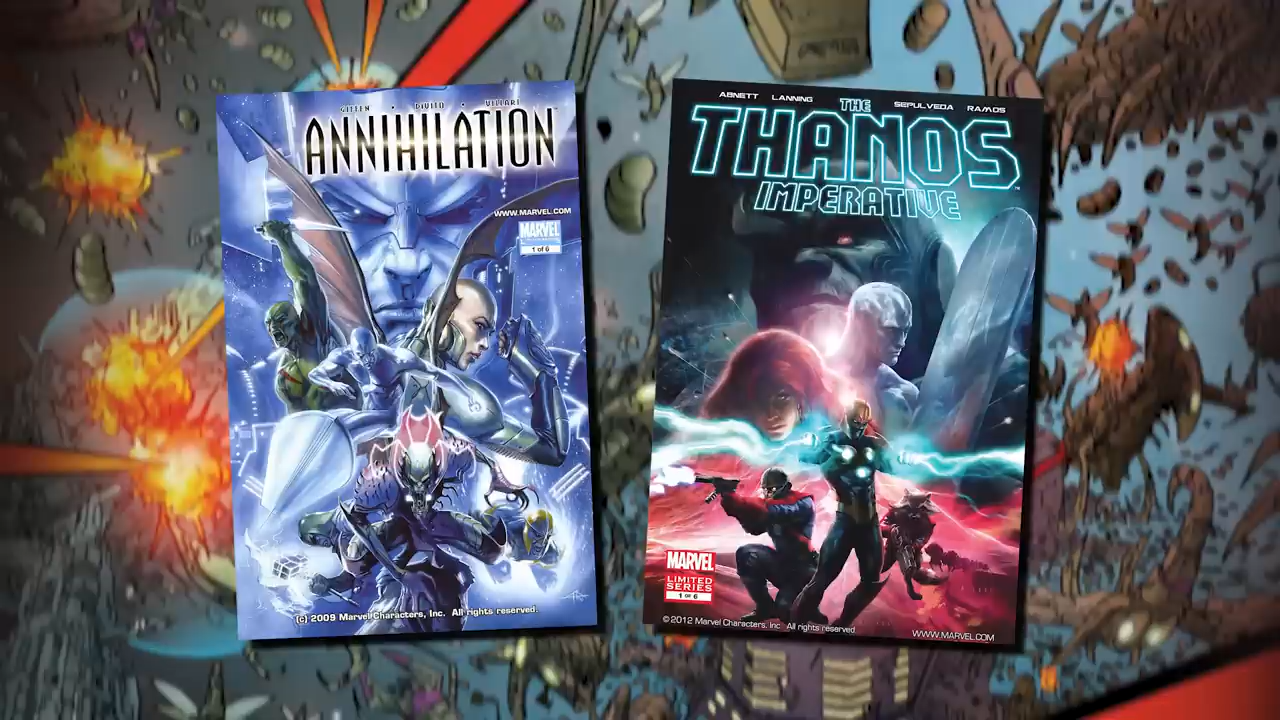 GIFFEN • DIVITO • VILLARI
ANNIHILATION
WWW.MARVEL.COM
MARVEL
1 of 6
(c) 2009 Marvel Characters, Inc. All rights reserved.
ABNETT LANNING SEPULVEDA RAMOS
THE
THANOS
IMPERATIVE
MARVEL
LIMITED
SERIES
1 OF 6
© 2012 Marvel Characters, Inc. All rights reserved
WWW.MARVEL.COM